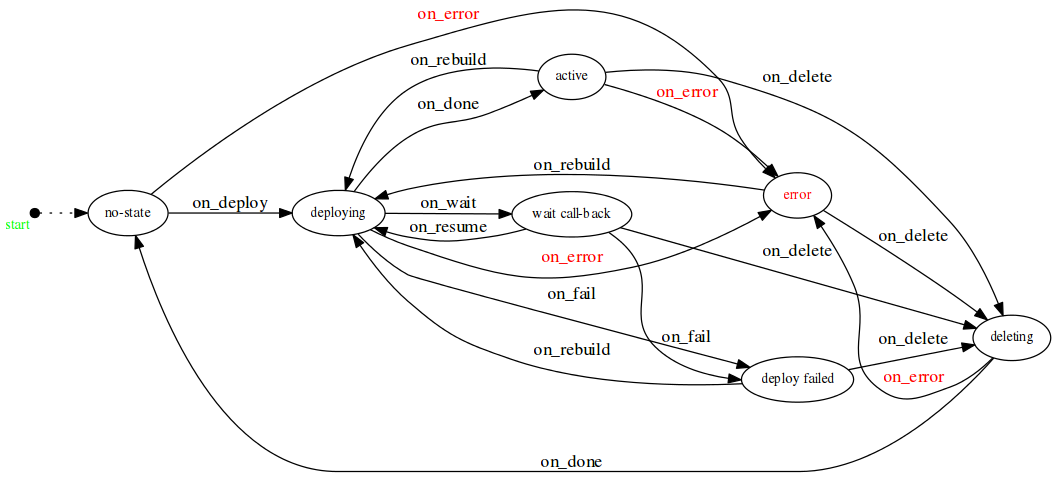 on_error
on_rebuild
active
on_delete
on_done
on_error
on_rebuild
error
no-state
on_deploy
deploying
on_wait
wait call-back
start
on_resume
on_delete
on_delete
on_error
on_fail
on_fail
on_delete
deleting
on_rebuild
deploy failed
on_error
on_done